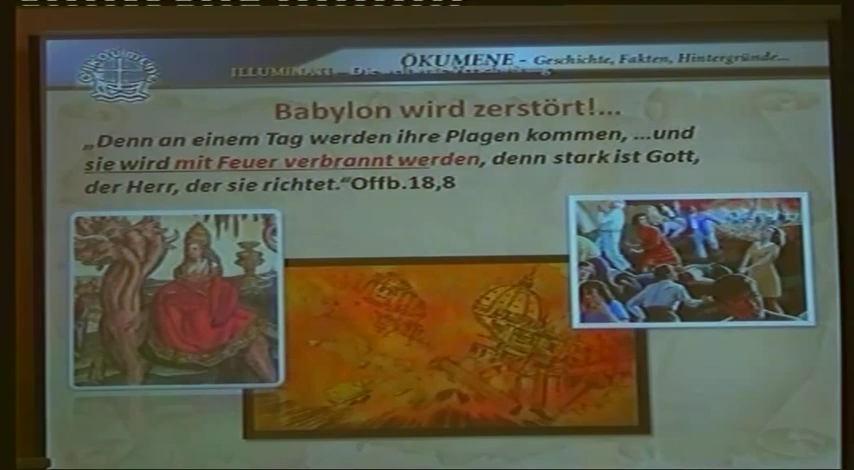 ÖKUMENE - Geschichte, Fakten, Hintergründe...
Babylon wird zerstört!...
„Denn an einem Tag werden ihre Plagen kommen, ...und
sie wird mit Feuer verbrannt werden, denn stark ist Gott,
der Herr, der sie richtet.“Offb.18,8